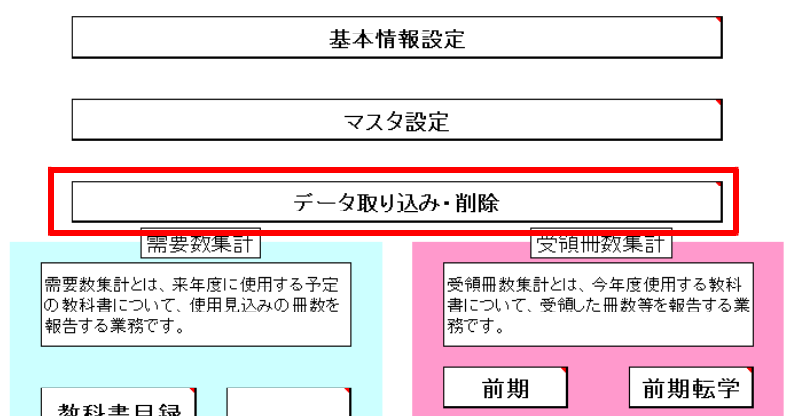 基本情報設定
マスタ設定
データ取り込み・削除
需要数集計
需要数集計とは、来年度に使用する予定
の教科書について、使用見込みの冊数を
報告する業務です。
受領冊数集計
受領冊数集計とは、今年度使用する教科
書について、受領した冊数等を報告する業
務です。
前期
前期転学
教科書目録